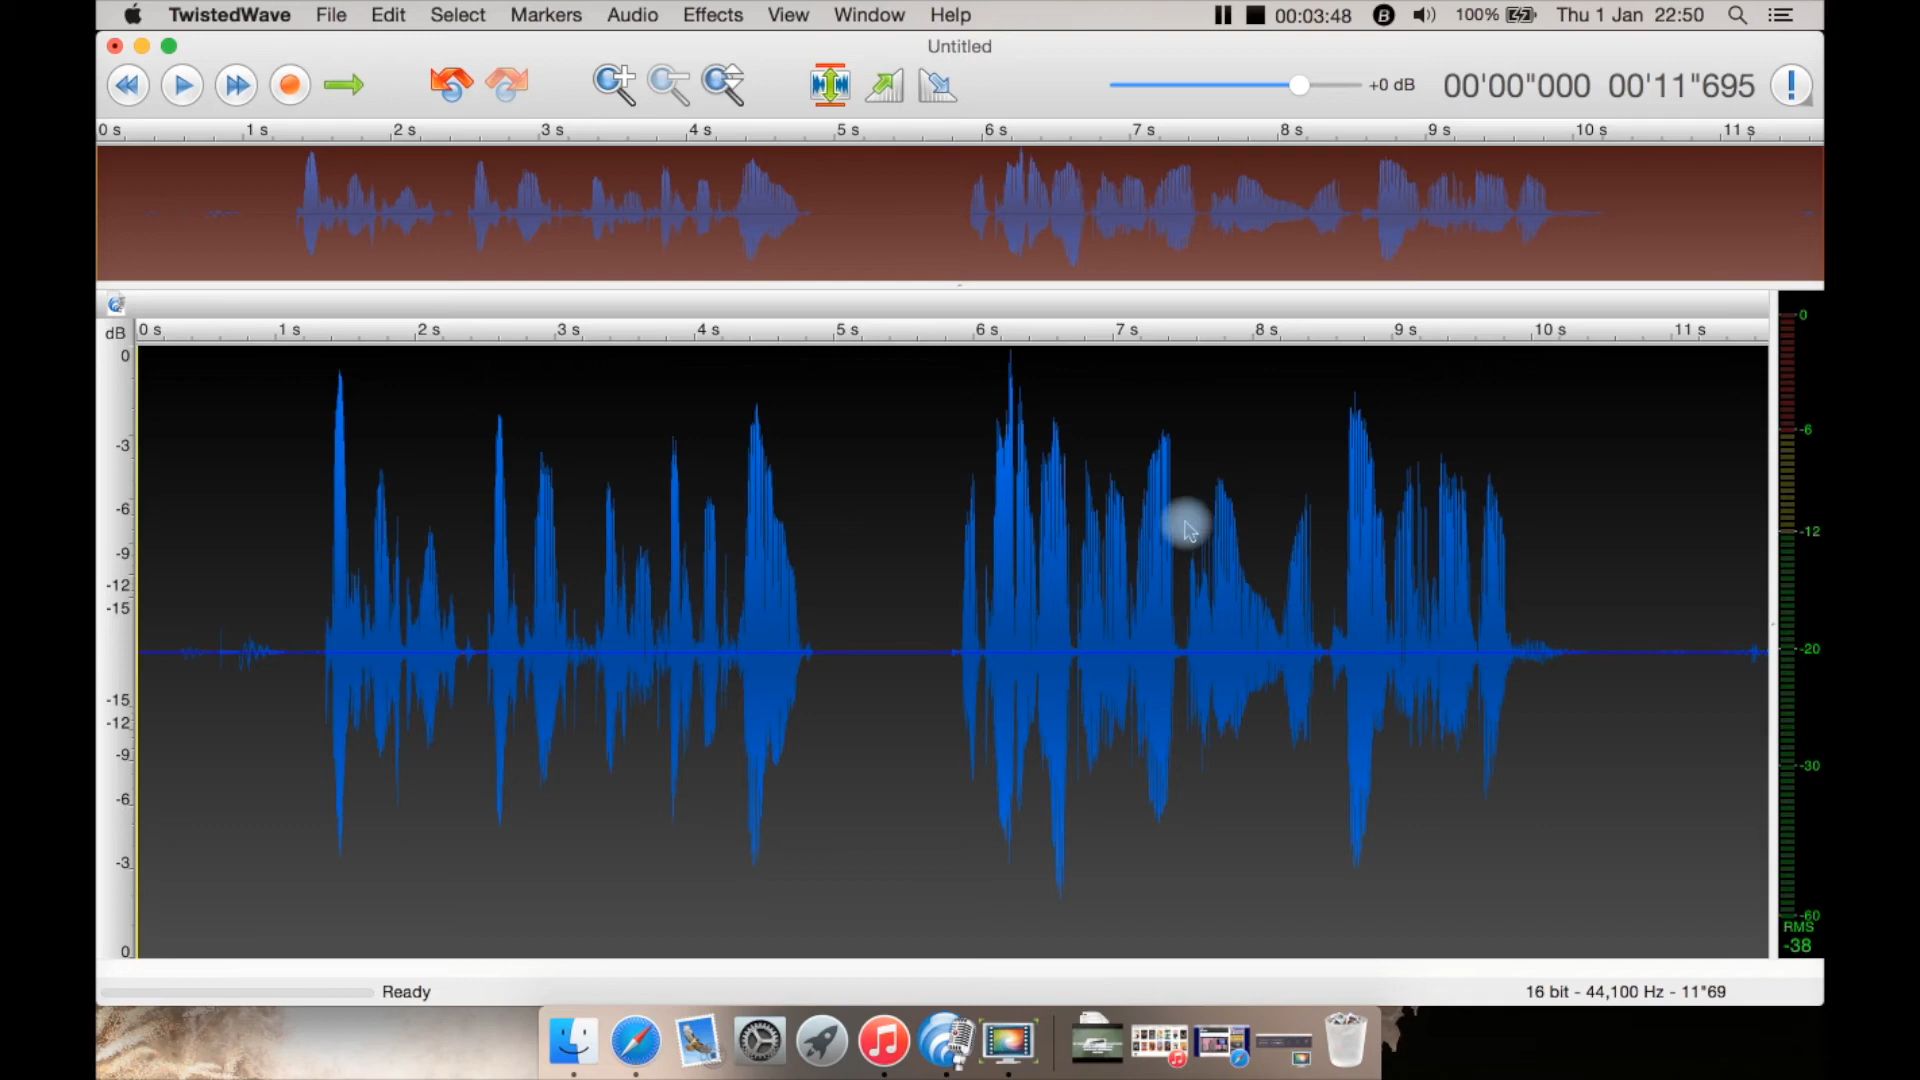 TwistedWave File Edit Select Markers Audio Effects View Window Help 00:03:48 100% Thu 1 Jan 22:50
Untitled
+0 dB 00'00"000 00'11"695
0 s 1 s 2 s 3 s 4 s 5 s 6 s 7 s 8 s 9 s 10 s 11 s
dB 0 s 1 s 2 s 3 s 4 s 5 s 6 s 7 s 8 s 9 s 10 s 11 s
0
-3
-6
-9
-12
-15
-15
-12
-9
-6
-3
0
0
-6
-12
-20
-30
-60
RMS
-38
Ready 16 bit - 44,100 Hz - 11"69